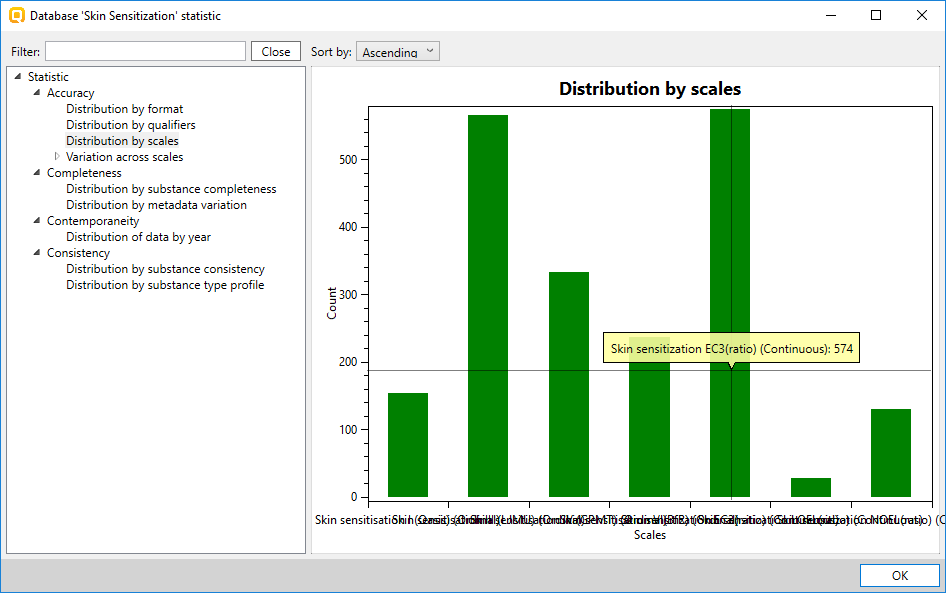 Database 'Skin Sensitization' statistic
Filter:
Close
Sort by:
Ascending
Statistic
Accuracy
Distribution by format
Distribution by qualifiers
Distribution by scales
Variation across scales
Completeness
Distribution by substance completeness
Distribution by metadata variation
Contemporaneity
Distribution of data by year
Consistency
Distribution by substance consistency
Distribution by substance type profile
Distribution by scales
500
400
300
200
100
0
Count
Skin sensitization EC3(ratio) (Continuous): 574
Skin sensitisation
Scales
OK